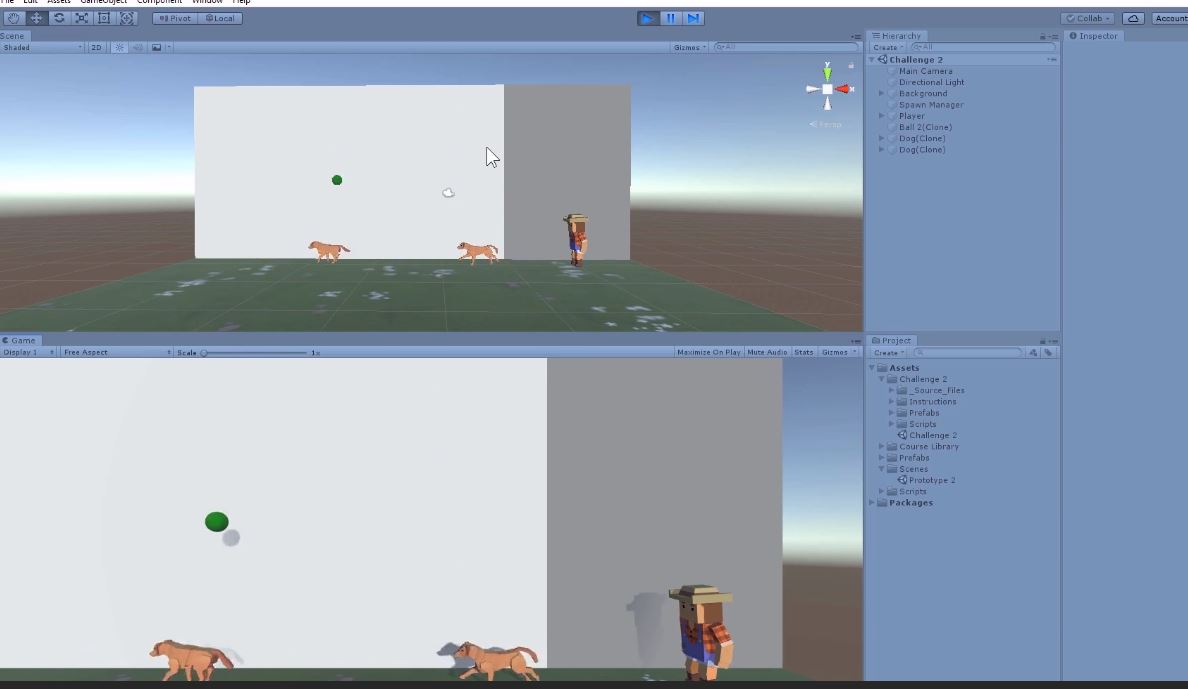 File Edit Assets GameObject Component Window Help
Pivot Local Collab Account
Scene
Shaded 2D Gizmos All
y
x
Persp
Hierarchy
Create All
Challenge 2
Main Camera
Directional Light
Background
Spawn Manager
Player
Ball 2(Clone)
Dog(Clone)
Dog(Clone)
Inspector
Game
Display 1 Free Aspect Scale 1x Maximize On Play Mute Audio Stats Gizmos
Project
Create
Assets
Challenge 2
_Source_Files
Instructions
Prefabs
Scripts
Challenge 2
Course Library
Prefabs
Scenes
Prototype 2
Scripts
Packages